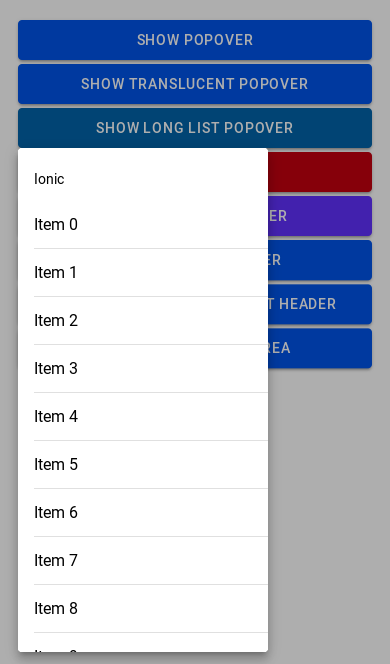 SHOW POPOVER
SHOW TRANSLUCENT POPOVER
SHOW LONG LIST POPOVER
ER
ER
T HEADER
REA
Ionic
Item 0
Item 1
Item 2
Item 3
Item 4
Item 5
Item 6
Item 7
Item 8